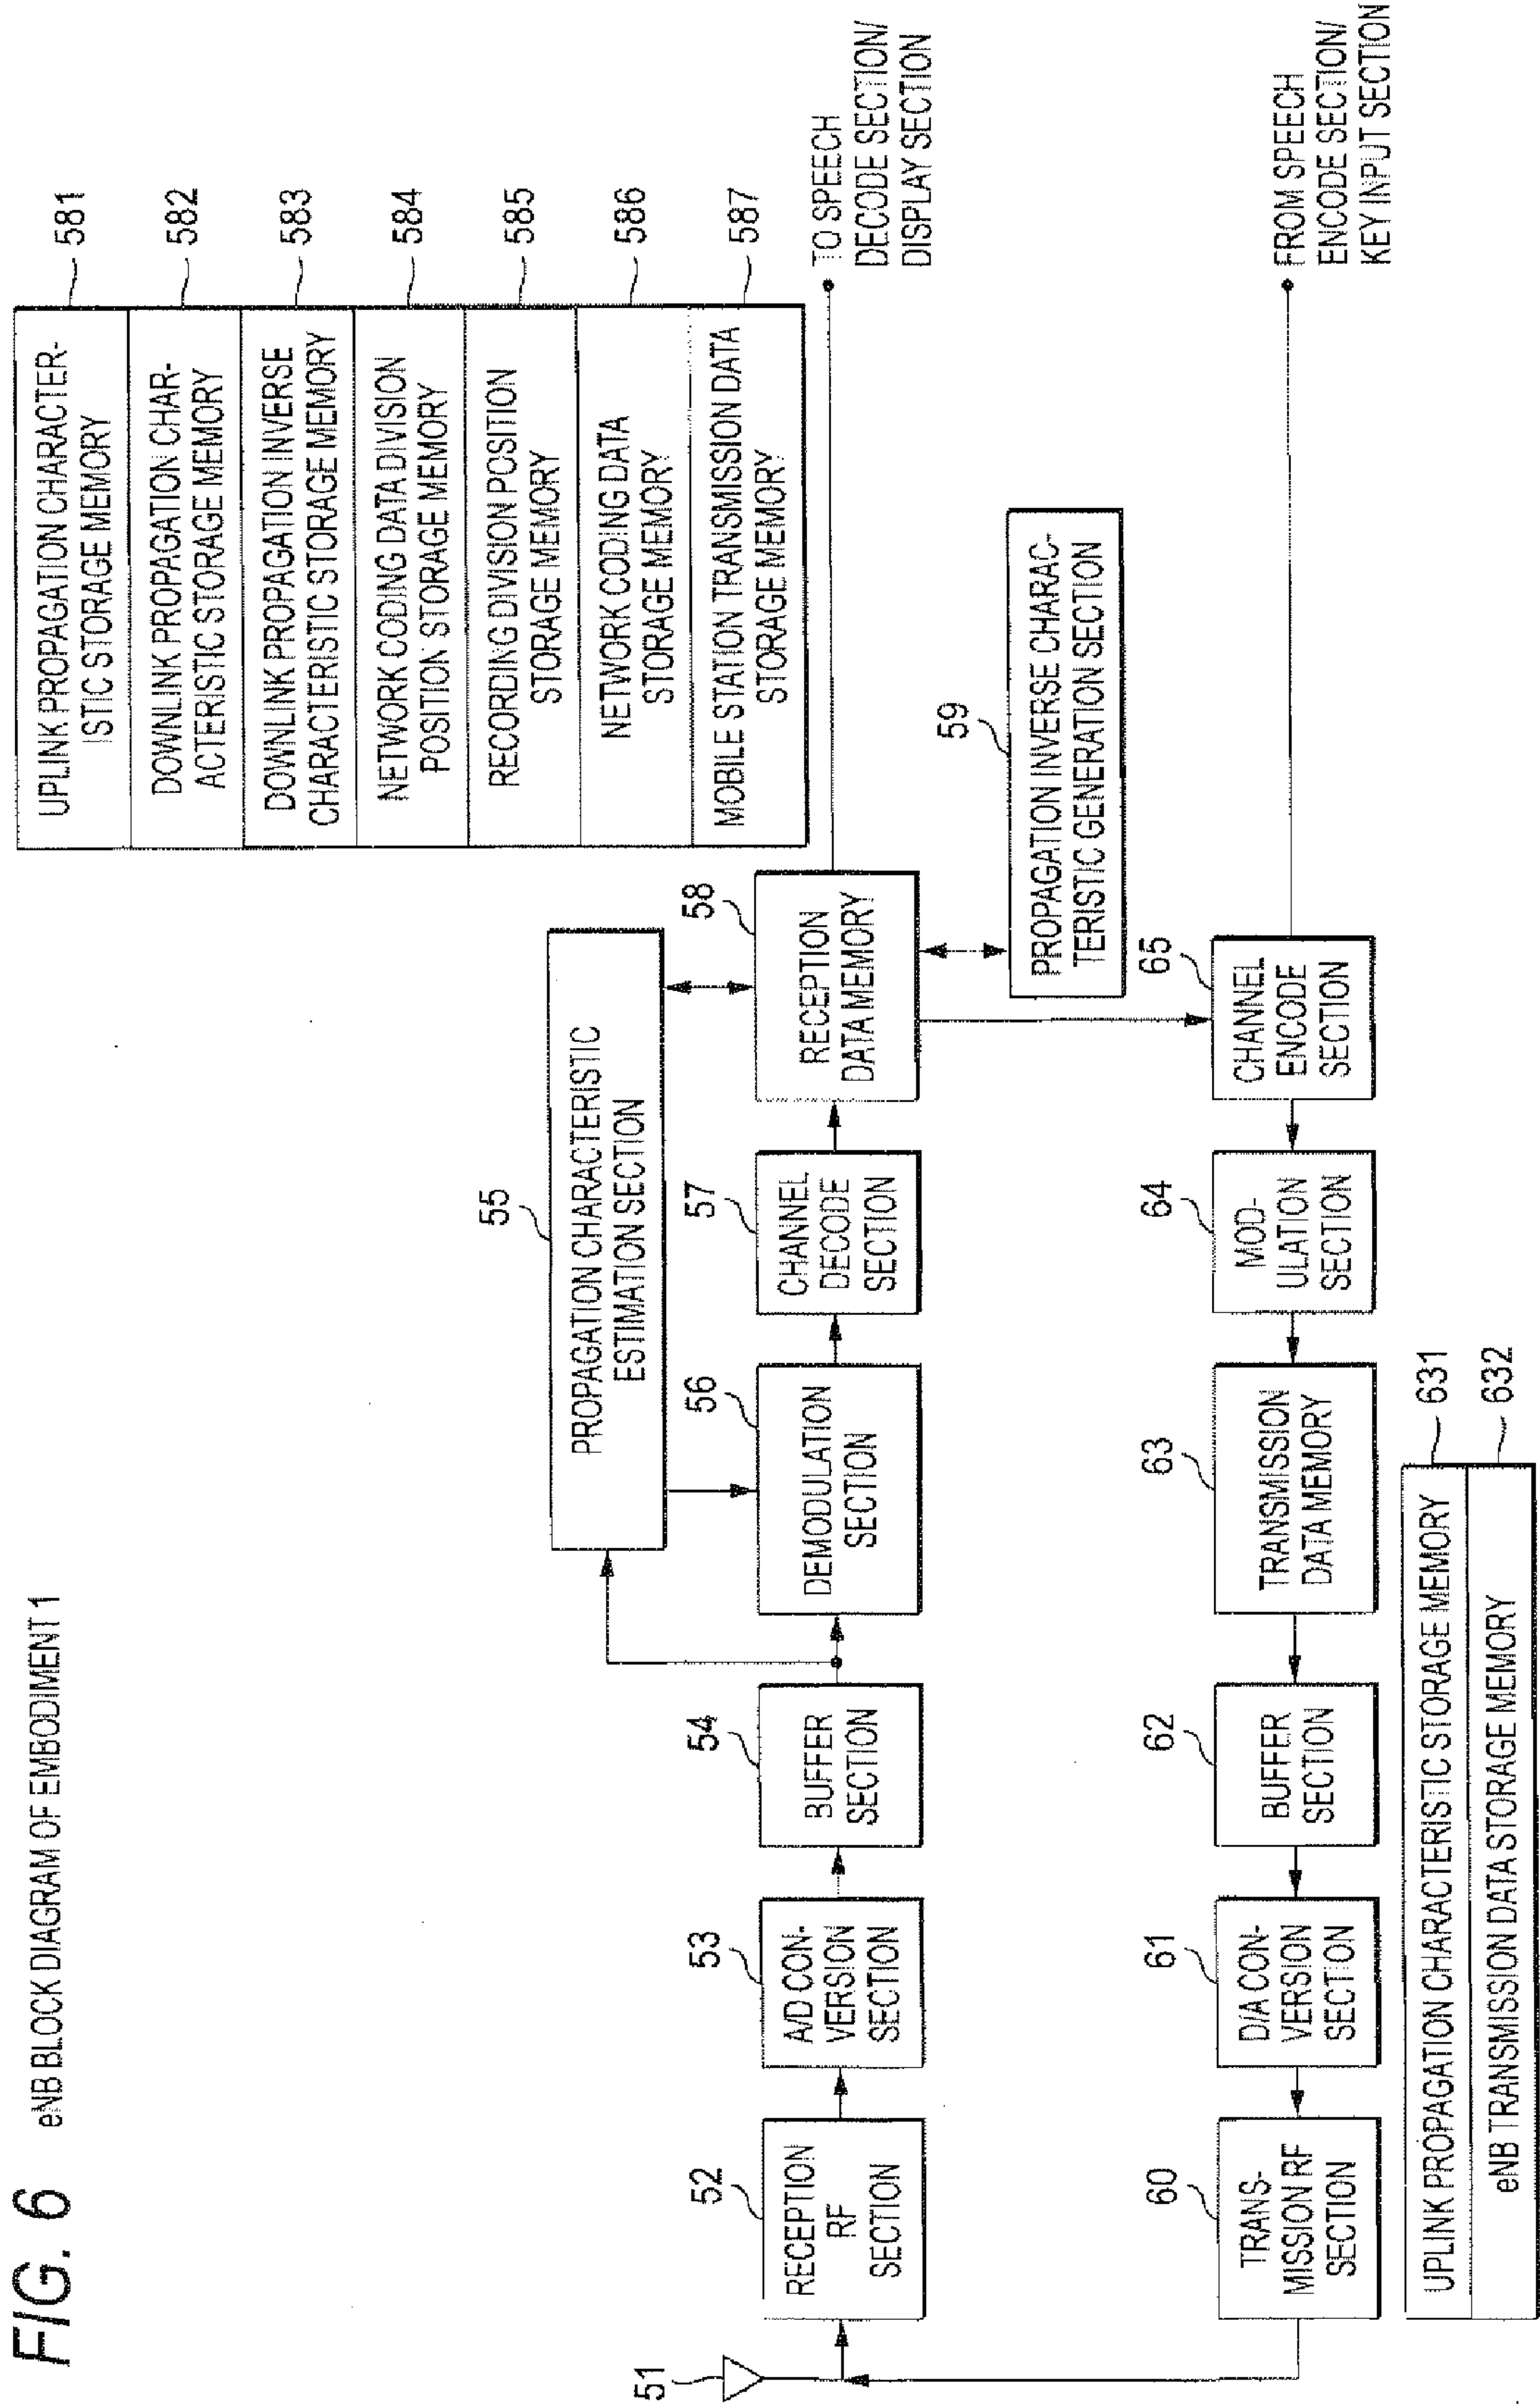 FIG. 6
eNB BLOCK DIAGRAM OF EMBODIMENT 1
UPLINK PROPAGATION CHARACTER-
ISTIC STORAGE MEMORY
581
DOWNLINK PROPAGATION CHAR-
ACTERISTIC STORAGE MEMORY
582
DOWNLINK PROPAGATION INVERSE
CHARACTERISTIC STORAGE MEMORY
583
NETWORK CODING DATA DIVISION
POSITION STORAGE MEMORY
584
RECORDING DIVISION POSITION
STORAGE MEMORY
585
NETWORK CODING DATA
STORAGE MEMORY
586
MOBILE STATION TRANSMISSION DATA
STORAGE MEMORY
587
55
PROPAGATION CHARACTERISTIC
ESTIMATION SECTION
51
52
RECEPTION
RF
SECTION
53
A/D CON-
VERSION
SECTION
54
BUFFER
SECTION
56
DEMODULATION
SECTION
57
CHANNEL
DECODE
SECTION
58
RECEPTION
DATA MEMORY
TO SPEECH
DECODE SECTION/
DISPLAY SECTION
59
PROPAGATION INVERSE CHARAC-
TERISTIC GENERATION SECTION
60
TRANS-
MISSION RF
SECTION
61
D/A CON-
VERSION
SECTION
62
BUFFER
SECTION
63
TRANSMISSION
DATA MEMORY
64
MOD-
ULATION
SECTION
65
CHANNEL
ENCODE
SECTION
FROM SPEECH
ENCODE SECTION/
KEY INPUT SECTION
UPLINK PROPAGATION CHARACTERISTIC STORAGE MEMORY
631
eNB TRANSMISSION DATA STORAGE MEMORY
632